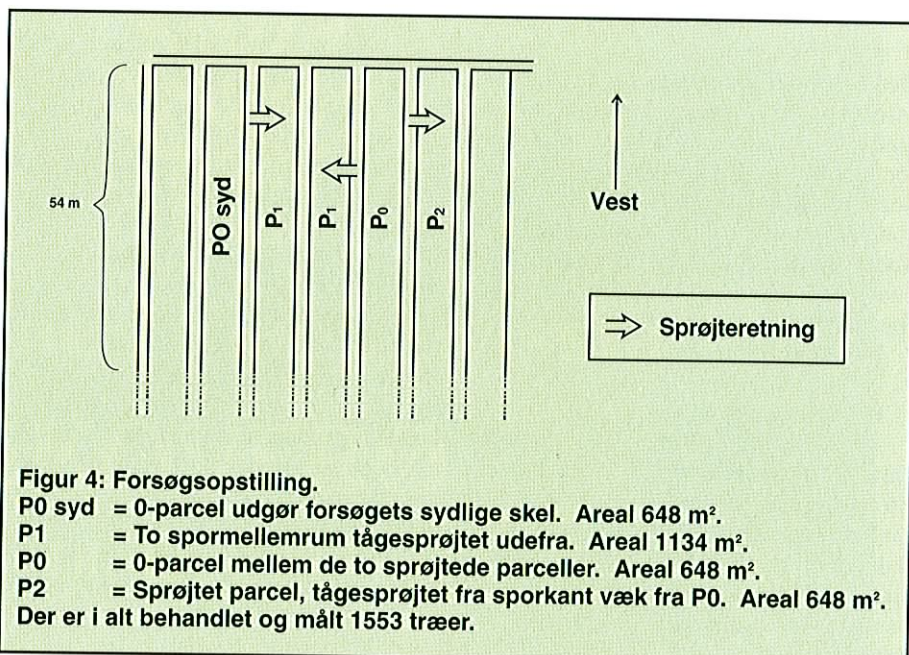 54 m
PO syd
P₁
P₁
P₀
P₂
Vest
Sprøjteretning
Figur 4: Forsøgsopstilling.
P0 syd = 0-parcel udgør forsøgets sydlige skel. Areal 648 m².
P1 = To spormellemrum tågesprøjtet udefra. Areal 1134 m².
P0 = 0-parcel mellem de to sprøjtede parceller. Areal 648 m².
P2 = Sprøjtet parcel, tågesprøjtet fra sporkant væk fra P0. Areal 648 m².
Der er i alt behandlet og målt 1553 træer.